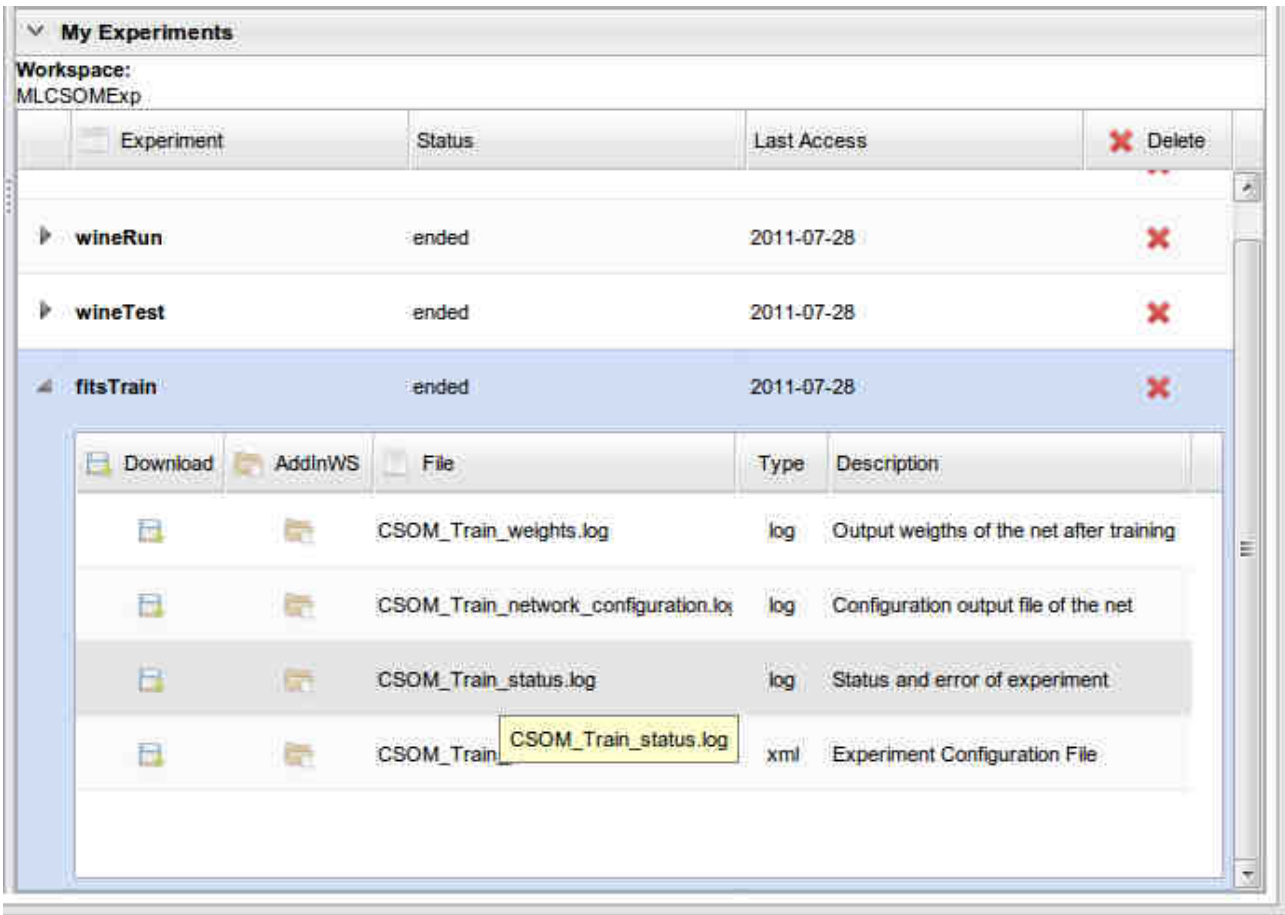 My Experiments
Workspace:
MLCSOMExp
Experiment Status Last Access Delete
wineRun ended 2011-07-28
wineTest ended 2011-07-28
fitsTrain ended 2011-07-28
Download AddInWS File Type Description
CSOM_Train_weights.log log Output weigths of the net after training
CSOM_Train_network_configuration.log log Configuration output file of the net
CSOM_Train_status.log log Status and error of experiment
CSOM_Train_status.log
CSOM_Train_ xml Experiment Configuration File